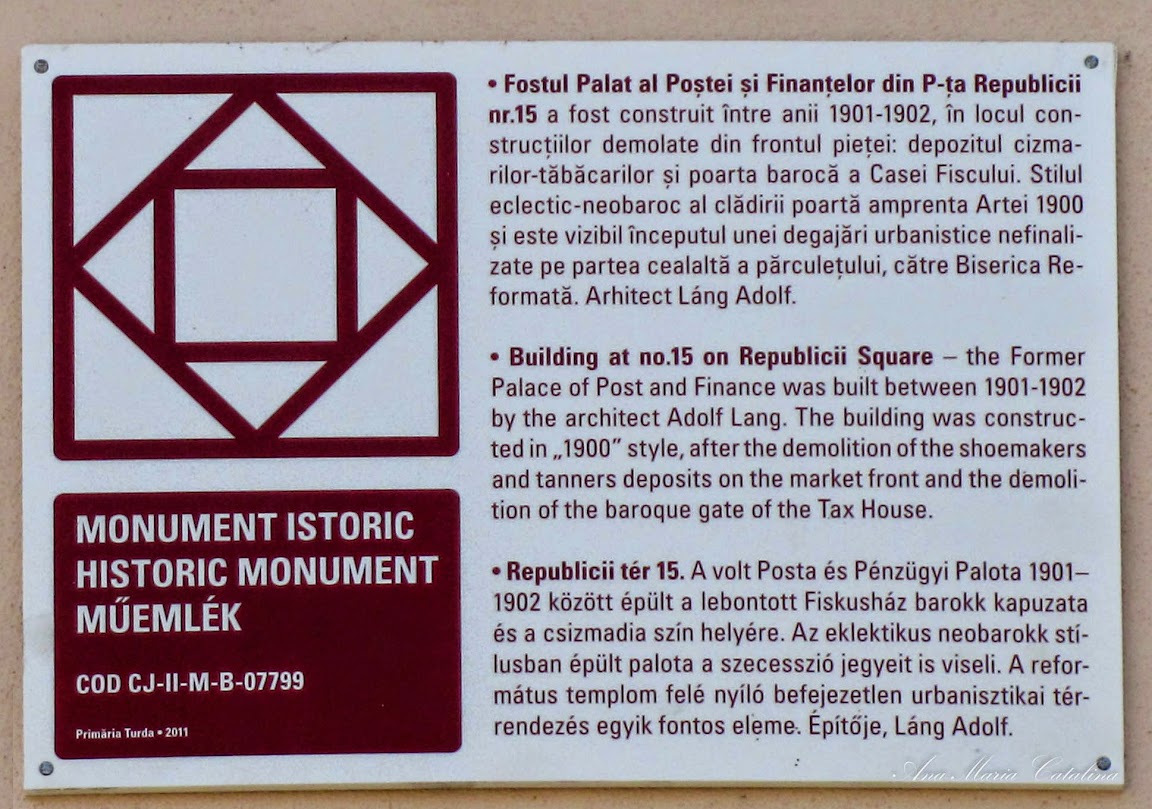 • Fostul Palat al Poștei și Finanțelor din P-ța Republicii
nr.15 a fost construit între anii 1901-1902, în locul con-
strucțiilor demolate din frontul pieței: depozitul cizma-
rilor-tăbăcarilor și poarta barocă a Casei Fiscului. Stilul
eclectic-neobaroc al clădirii poartă amprenta Artei 1900
și este vizibil începutul unei degajări urbanistice nefinali-
zate pe partea cealaltă a părculețului, către Biserica Re-
formată. Arhitect Láng Adolf.
• Building at no.15 on Republicii Square – the Former
Palace of Post and Finance was built between 1901-1902
by the architect Adolf Lang. The building was construc-
ted in „1900” style, after the demolition of the shoemakers
and tanners deposits on the market front and the demoli-
tion of the baroque gate of the Tax House.
• Republicii tér 15. A volt Posta és Pénzügyi Palota 1901–
1902 között épült a lebontott Fiskusház barokk kapuzata
és a csizmadia szín helyére. Az eklektikus neobarokk stí-
lusban épült palota a szecesszió jegyeit is viseli. A refor-
mátus templom felé nyíló befejezetlen urbanisztikai tér-
rendezés egyik fontos eleme. Építője, Láng Adolf.
MONUMENT ISTORIC
HISTORIC MONUMENT
MŰEMLÉK
COD CJ-II-M-B-07799
Primăria Turda • 2011
Ana Maria Catalina